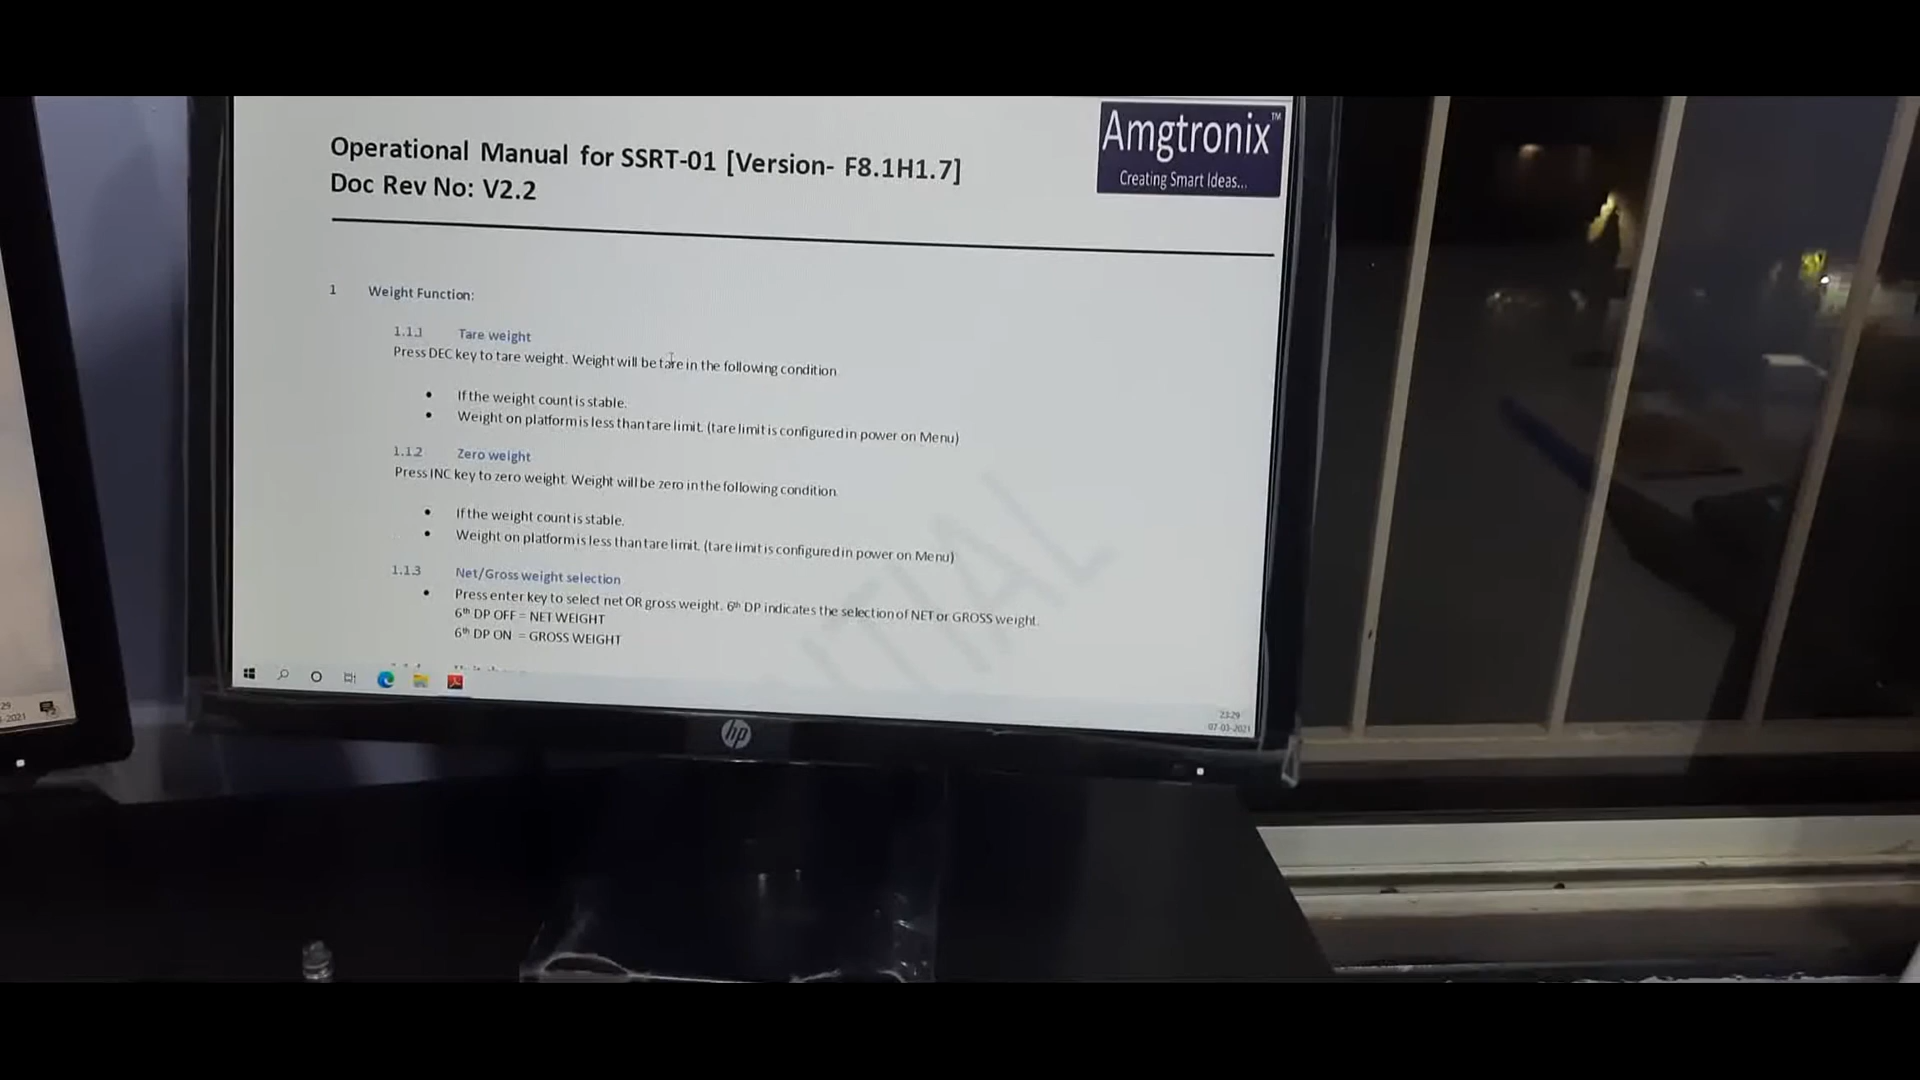 Amgtronix™
Creating Smart Ideas...
Operational Manual for SSRT-01 [Version- F8.1H1.7]
Doc Rev No: V2.2
1 Weight Function:
1.1.1 Tare weight
Press DEC key to tare weight. Weight will be tare in the following condition
• If the weight count is stable.
• Weight on platform is less than tare limit. (tare limit is configured in power on Menu)
1.1.2 Zero weight
Press INC key to zero weight. Weight will be zero in the following condition.
• If the weight count is stable.
• Weight on platform is less than tare limit. (tare limit is configured in power on Menu)
1.1.3 Net/Gross weight selection
• Press enter key to select net OR gross weight. 6th DP indicates the selection of NET or GROSS weight.
6th DP OFF = NET WEIGHT
6th DP ON = GROSS WEIGHT
NTIAL
23:29
07-03-2021
hp
29
-2021